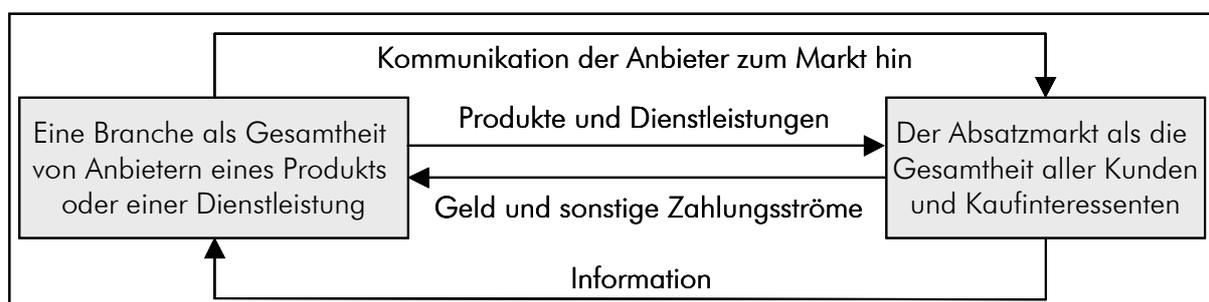 Kommunikation der Anbieter zum Markt hin
Eine Branche als Gesamtheit
von Anbietern eines Produkts
oder einer Dienstleistung
Produkte und Dienstleistungen
Geld und sonstige Zahlungsströme
Der Absatzmarkt als die
Gesamtheit aller Kunden
und Kaufinteressenten
Information